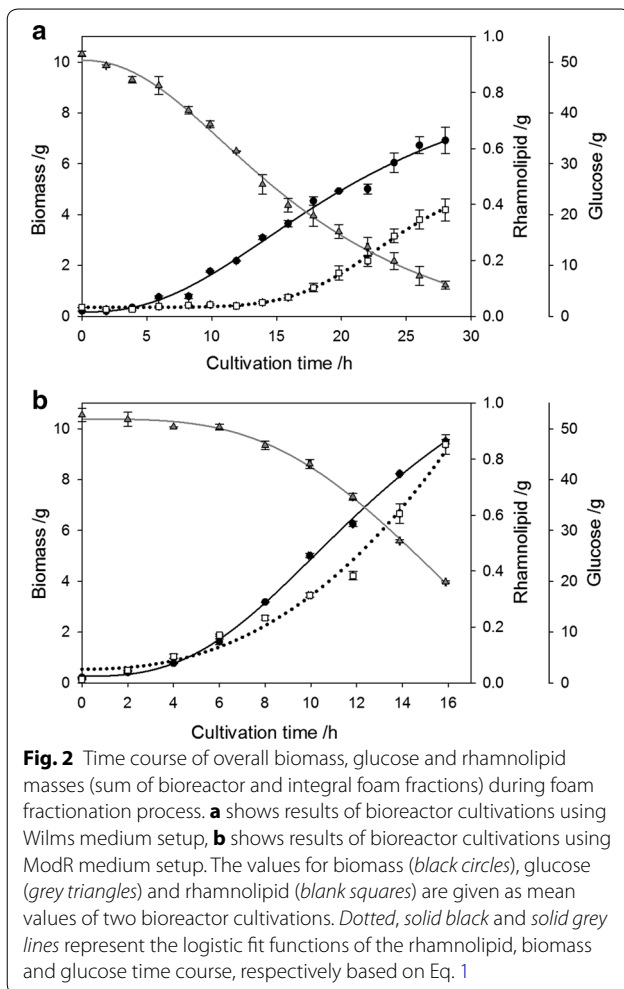 a
10
8
6
4
2
0
Biomass /g
1.0
0.8
0.6
0.4
0.2
0.0
Rhamnolipid /g
50
40
30
20
10
0
Glucose /g
0 5 10 15 20 25 30
Cultivation time /h
b
10
8
6
4
2
0
Biomass /g
1.0
0.8
0.6
0.4
0.2
0.0
Rhamnolipid /g
50
40
30
20
10
0
Glucose /g
0 2 4 6 8 10 12 14 16
Cultivation time /h
Fig. 2 Time course of overall biomass, glucose and rhamnolipid
masses (sum of bioreactor and integral foam fractions) during foam
fractionation process. a shows results of bioreactor cultivations using
Wilms medium setup, b shows results of bioreactor cultivations using
ModR medium setup. The values for biomass (black circles), glucose
(grey triangles) and rhamnolipid (blank squares) are given as mean
values of two bioreactor cultivations. Dotted, solid black and solid grey
lines represent the logistic fit functions of the rhamnolipid, biomass
and glucose time course, respectively based on Eq. 1